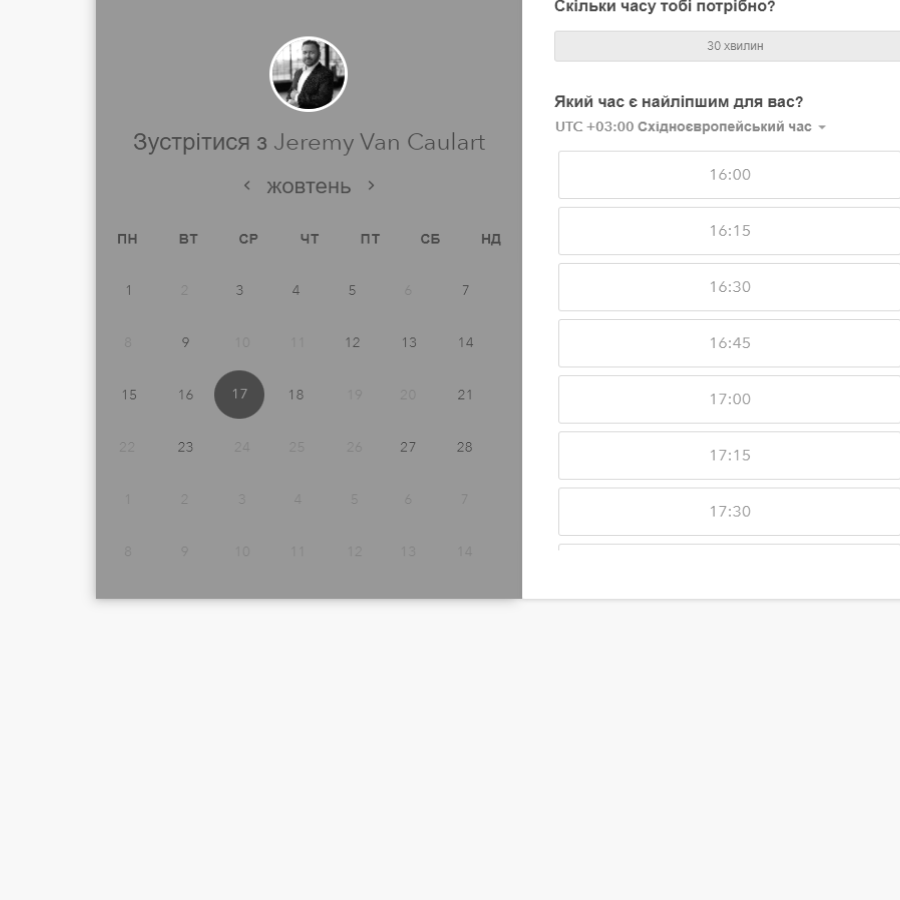 Зустрітися з Jeremy Van Caulart
жовтень
ПН ВТ СР ЧТ ПТ СБ НД
1 2 3 4 5 6 7
8 9 10 11 12 13 14
15 16 17 18 19 20 21
22 23 24 25 26 27 28
1 2 3 4 5 6 7
8 9 10 11 12 13 14
Скільки часу тобі потрібно?
30 хвилин
Який час є найліпшим для вас?
UTC +03:00 Східноєвропейський час
16:00
16:15
16:30
16:45
17:00
17:15
17:30